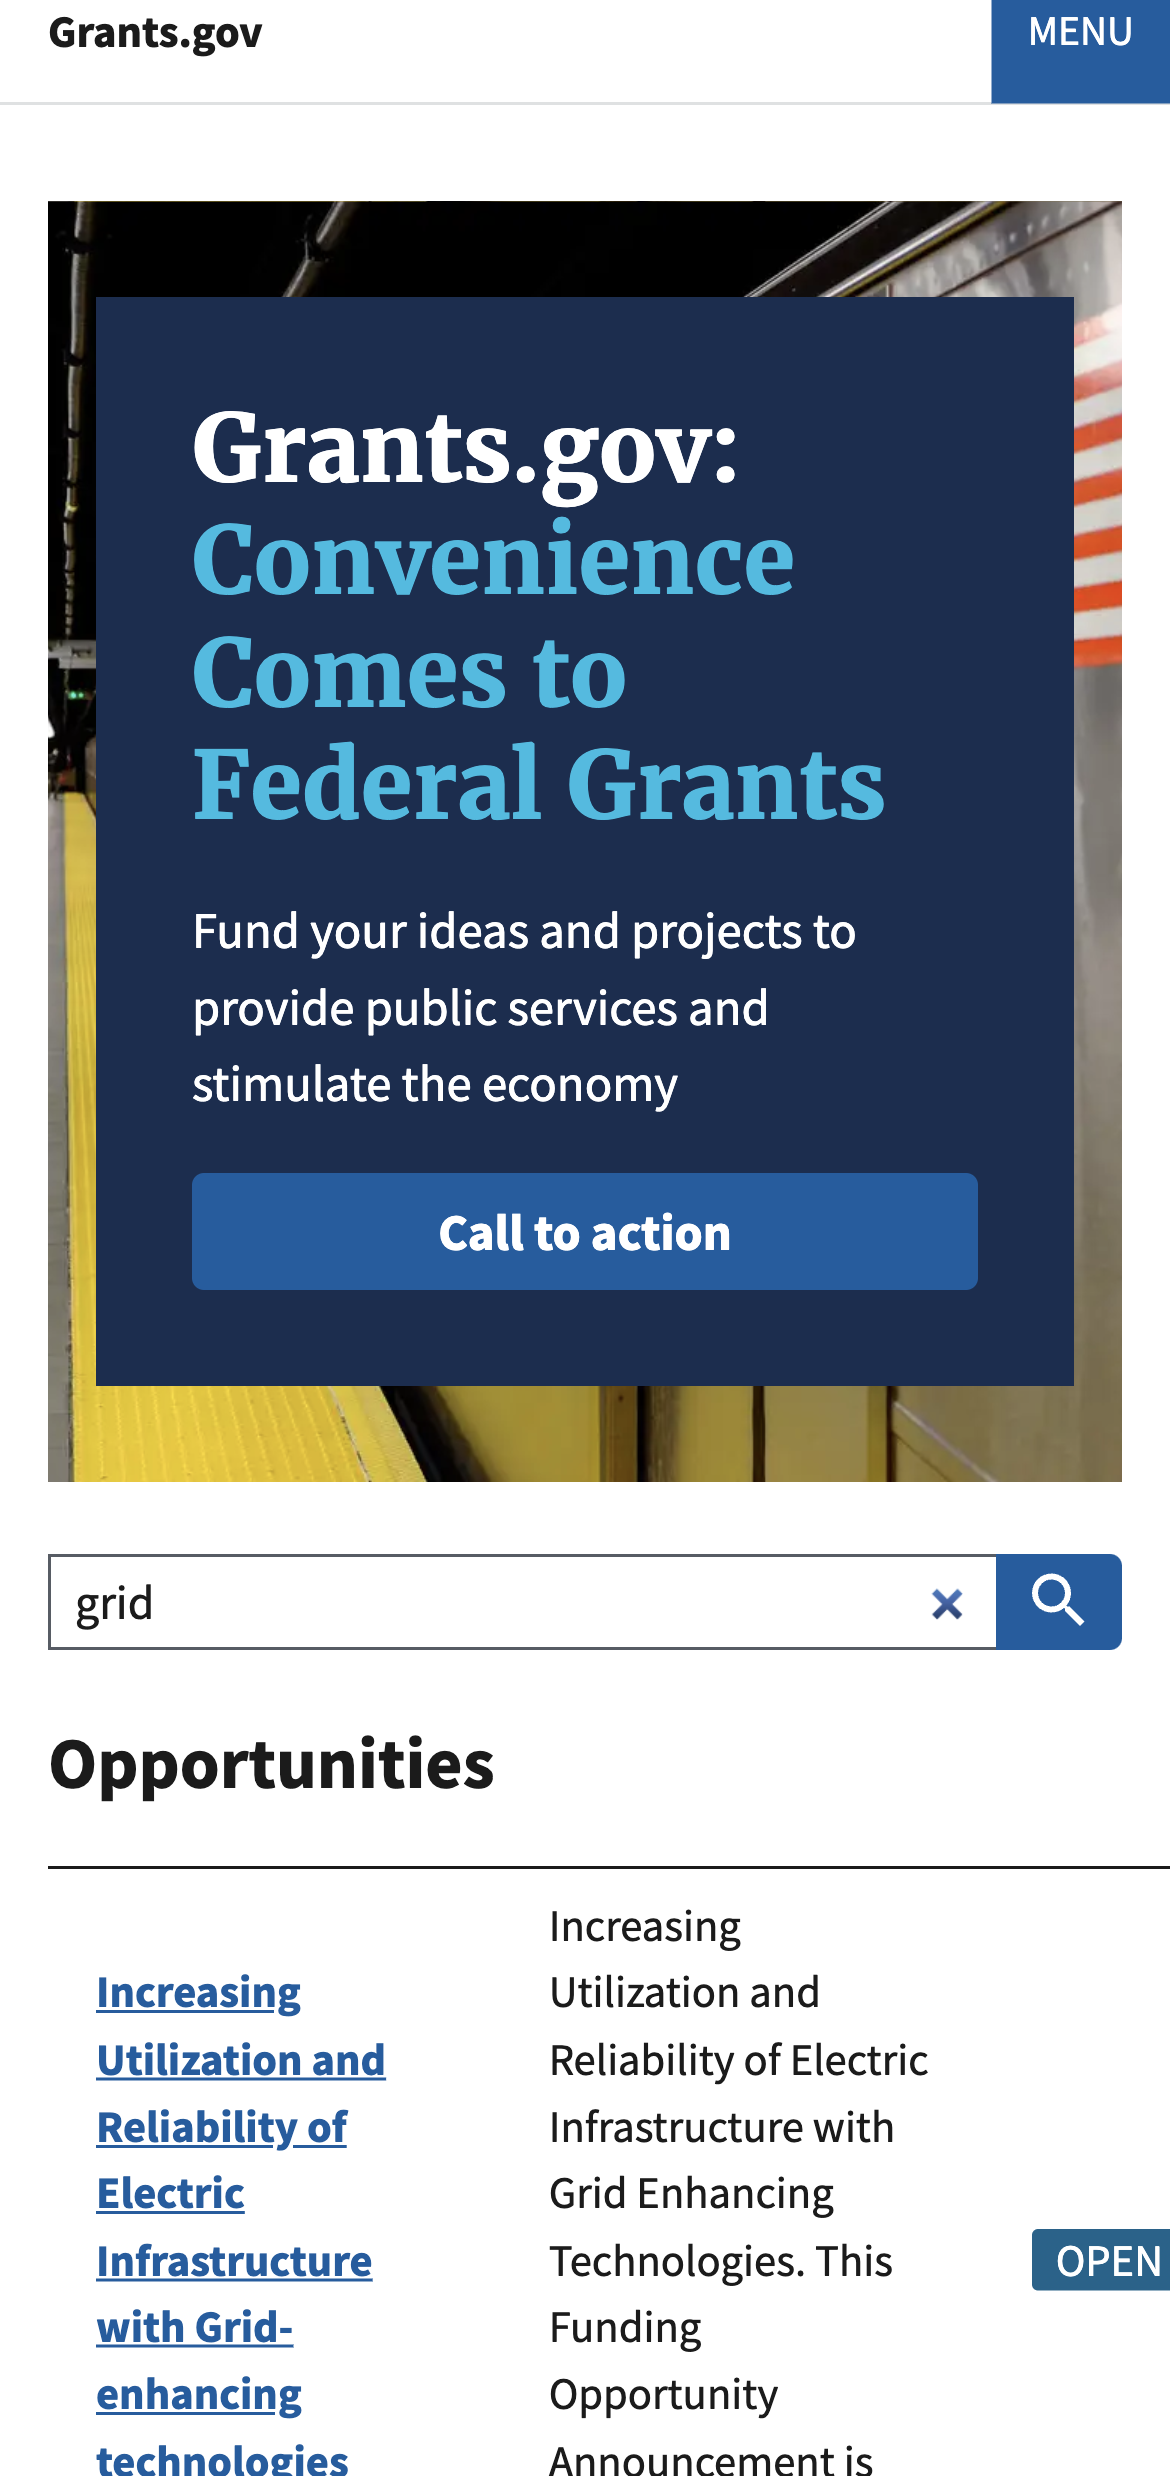 Grants.gov
MENU
Grants.gov:
Convenience
Comes to
Federal Grants
Fund your ideas and projects to
provide public services and
stimulate the economy
Call to action
grid
Opportunities
Increasing
Utilization and
Reliability of
Electric
Infrastructure
with Grid-
enhancing
technologies
Increasing
Utilization and
Reliability of Electric
Infrastructure with
Grid Enhancing
Technologies. This
Funding
Opportunity
Announcement is
OPEN